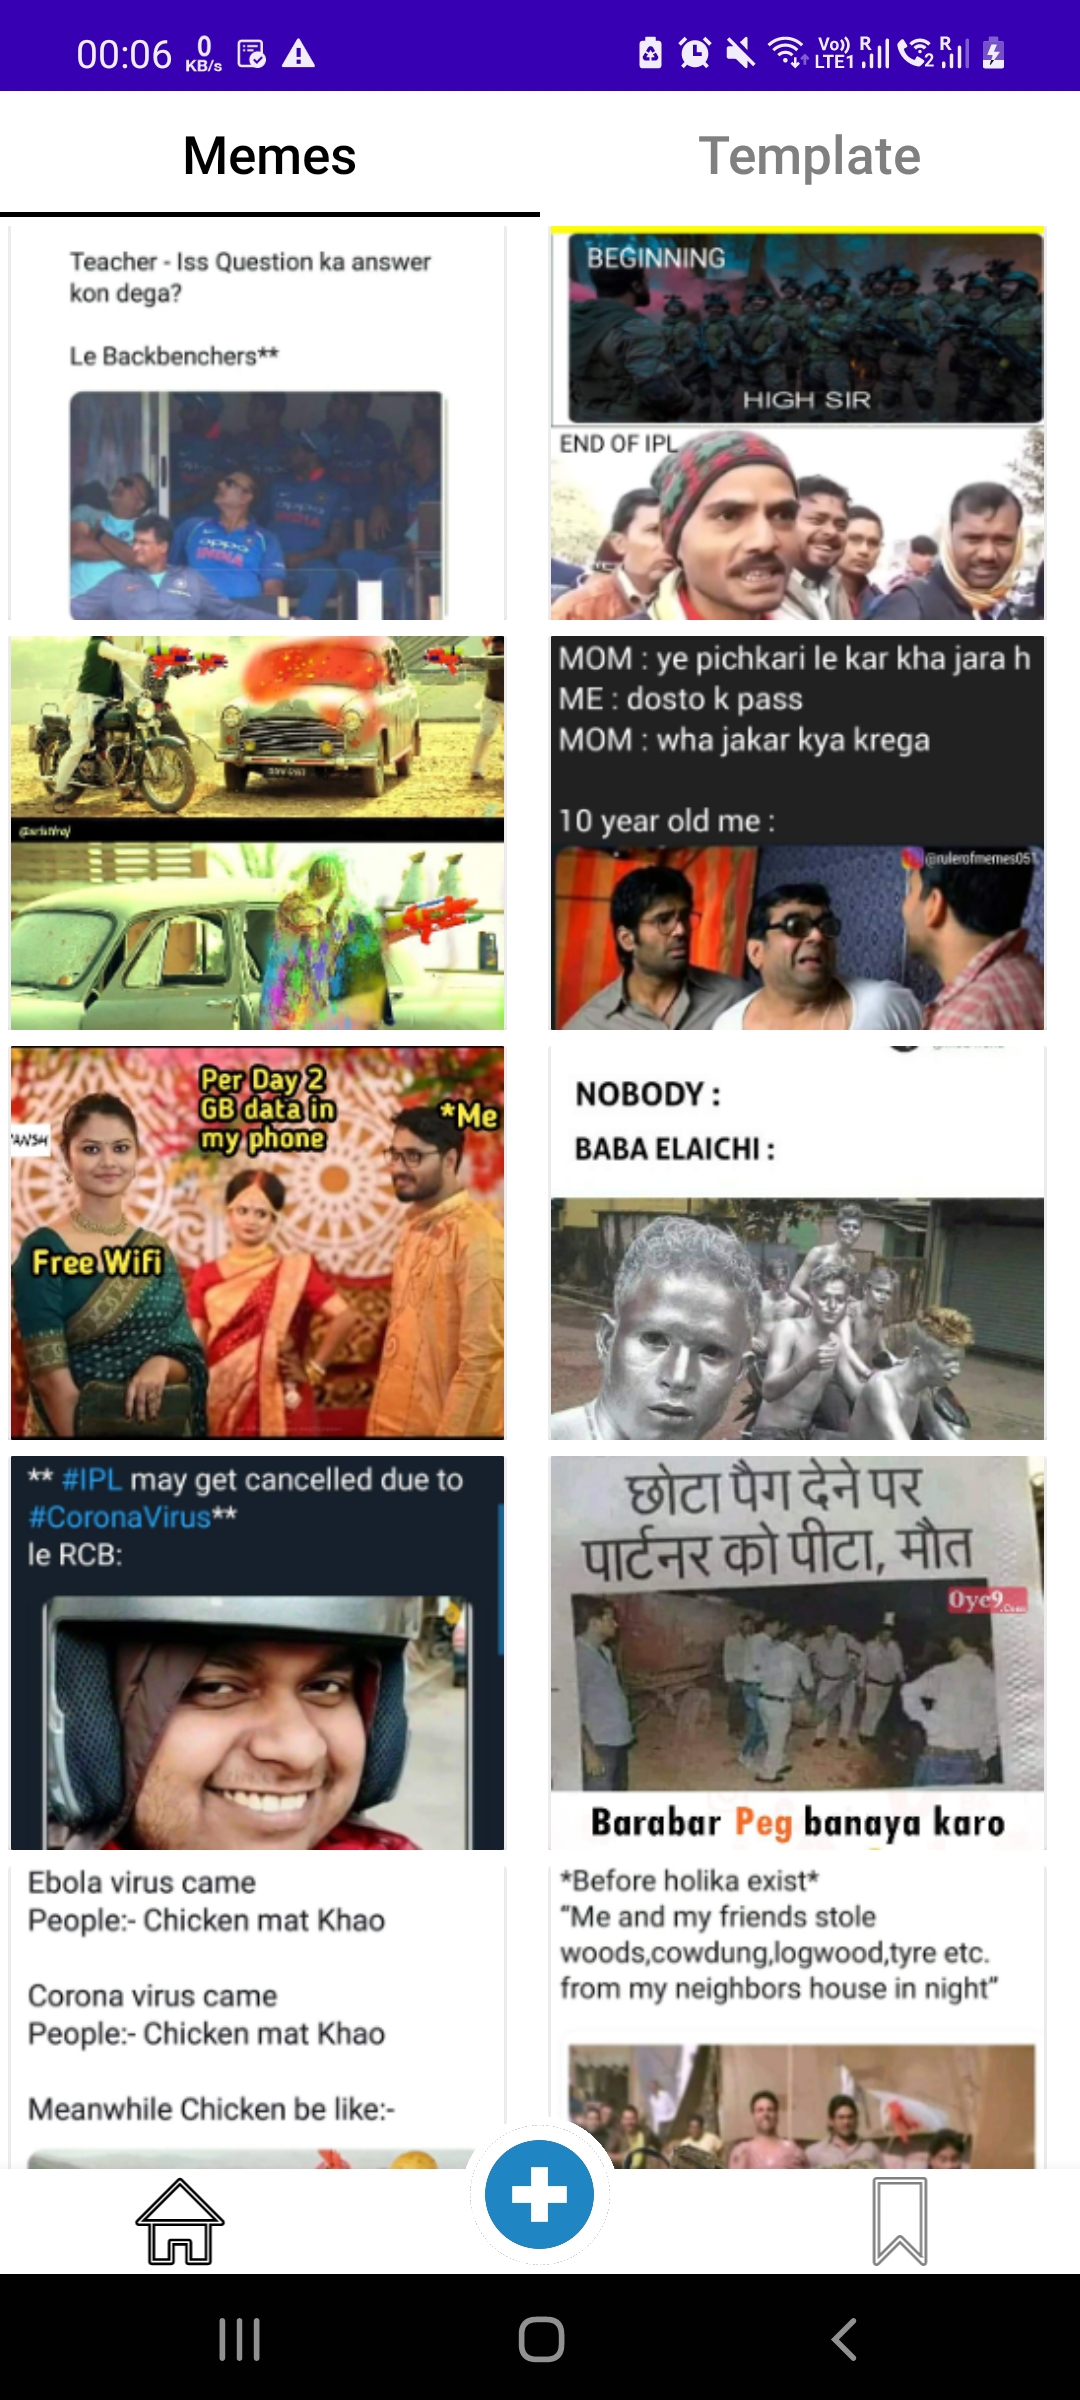 00:06
0
KB/s
Vo))
LTE1
R
2
R
Memes
Template
Teacher - Iss Question ka answer
kon dega?
Le Backbenchers**
oppo
INDIA
INDIA
BEGINNING
HIGH SIR
END OF IPL
MOM : ye pichkari le kar kha jara h
ME : dosto k pass
MOM : wha jakar kya krega
10 year old me :
@rulerofmemes051
Per Day 2
GB data in
my phone
*Me
Free Wifi
NOBODY :
BABA ELAICHI :
** #IPL may get cancelled due to
#CoronaVirus**
le RCB:
छोटा पैग देने पर
पार्टनर को पीटा, मौत
Oye9.Com
Barabar Peg banaya karo
Ebola virus came
People:- Chicken mat Khao
Corona virus came
People:- Chicken mat Khao
Meanwhile Chicken be like:-
*Before holika exist*
“Me and my friends stole
woods,cowdung,logwood,tyre etc.
from my neighbors house in night”